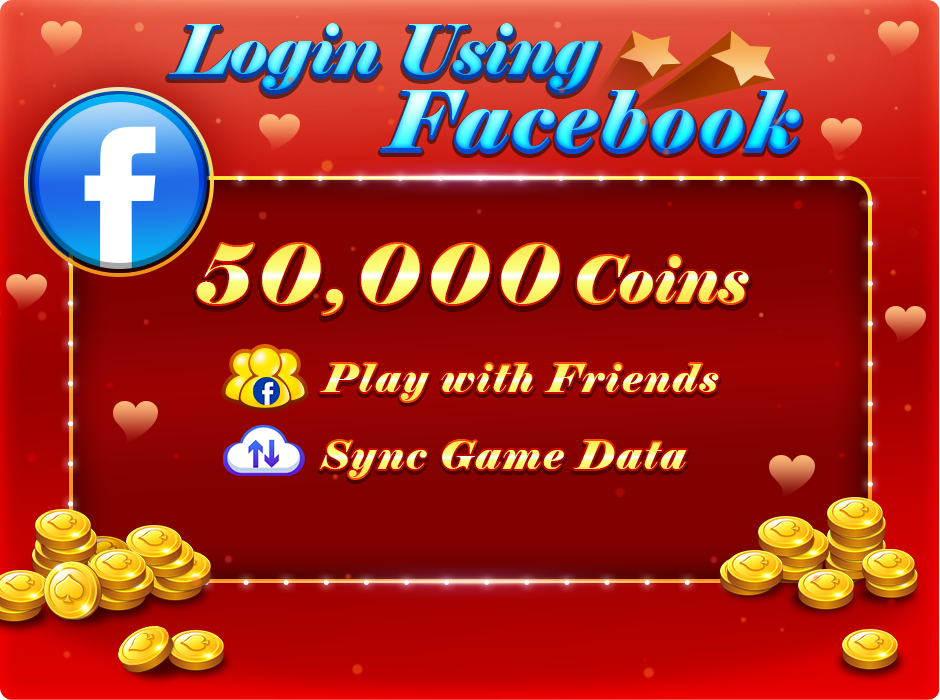 Login Using
Facebook
50,000 Coins
Play with Friends
Sync Game Data